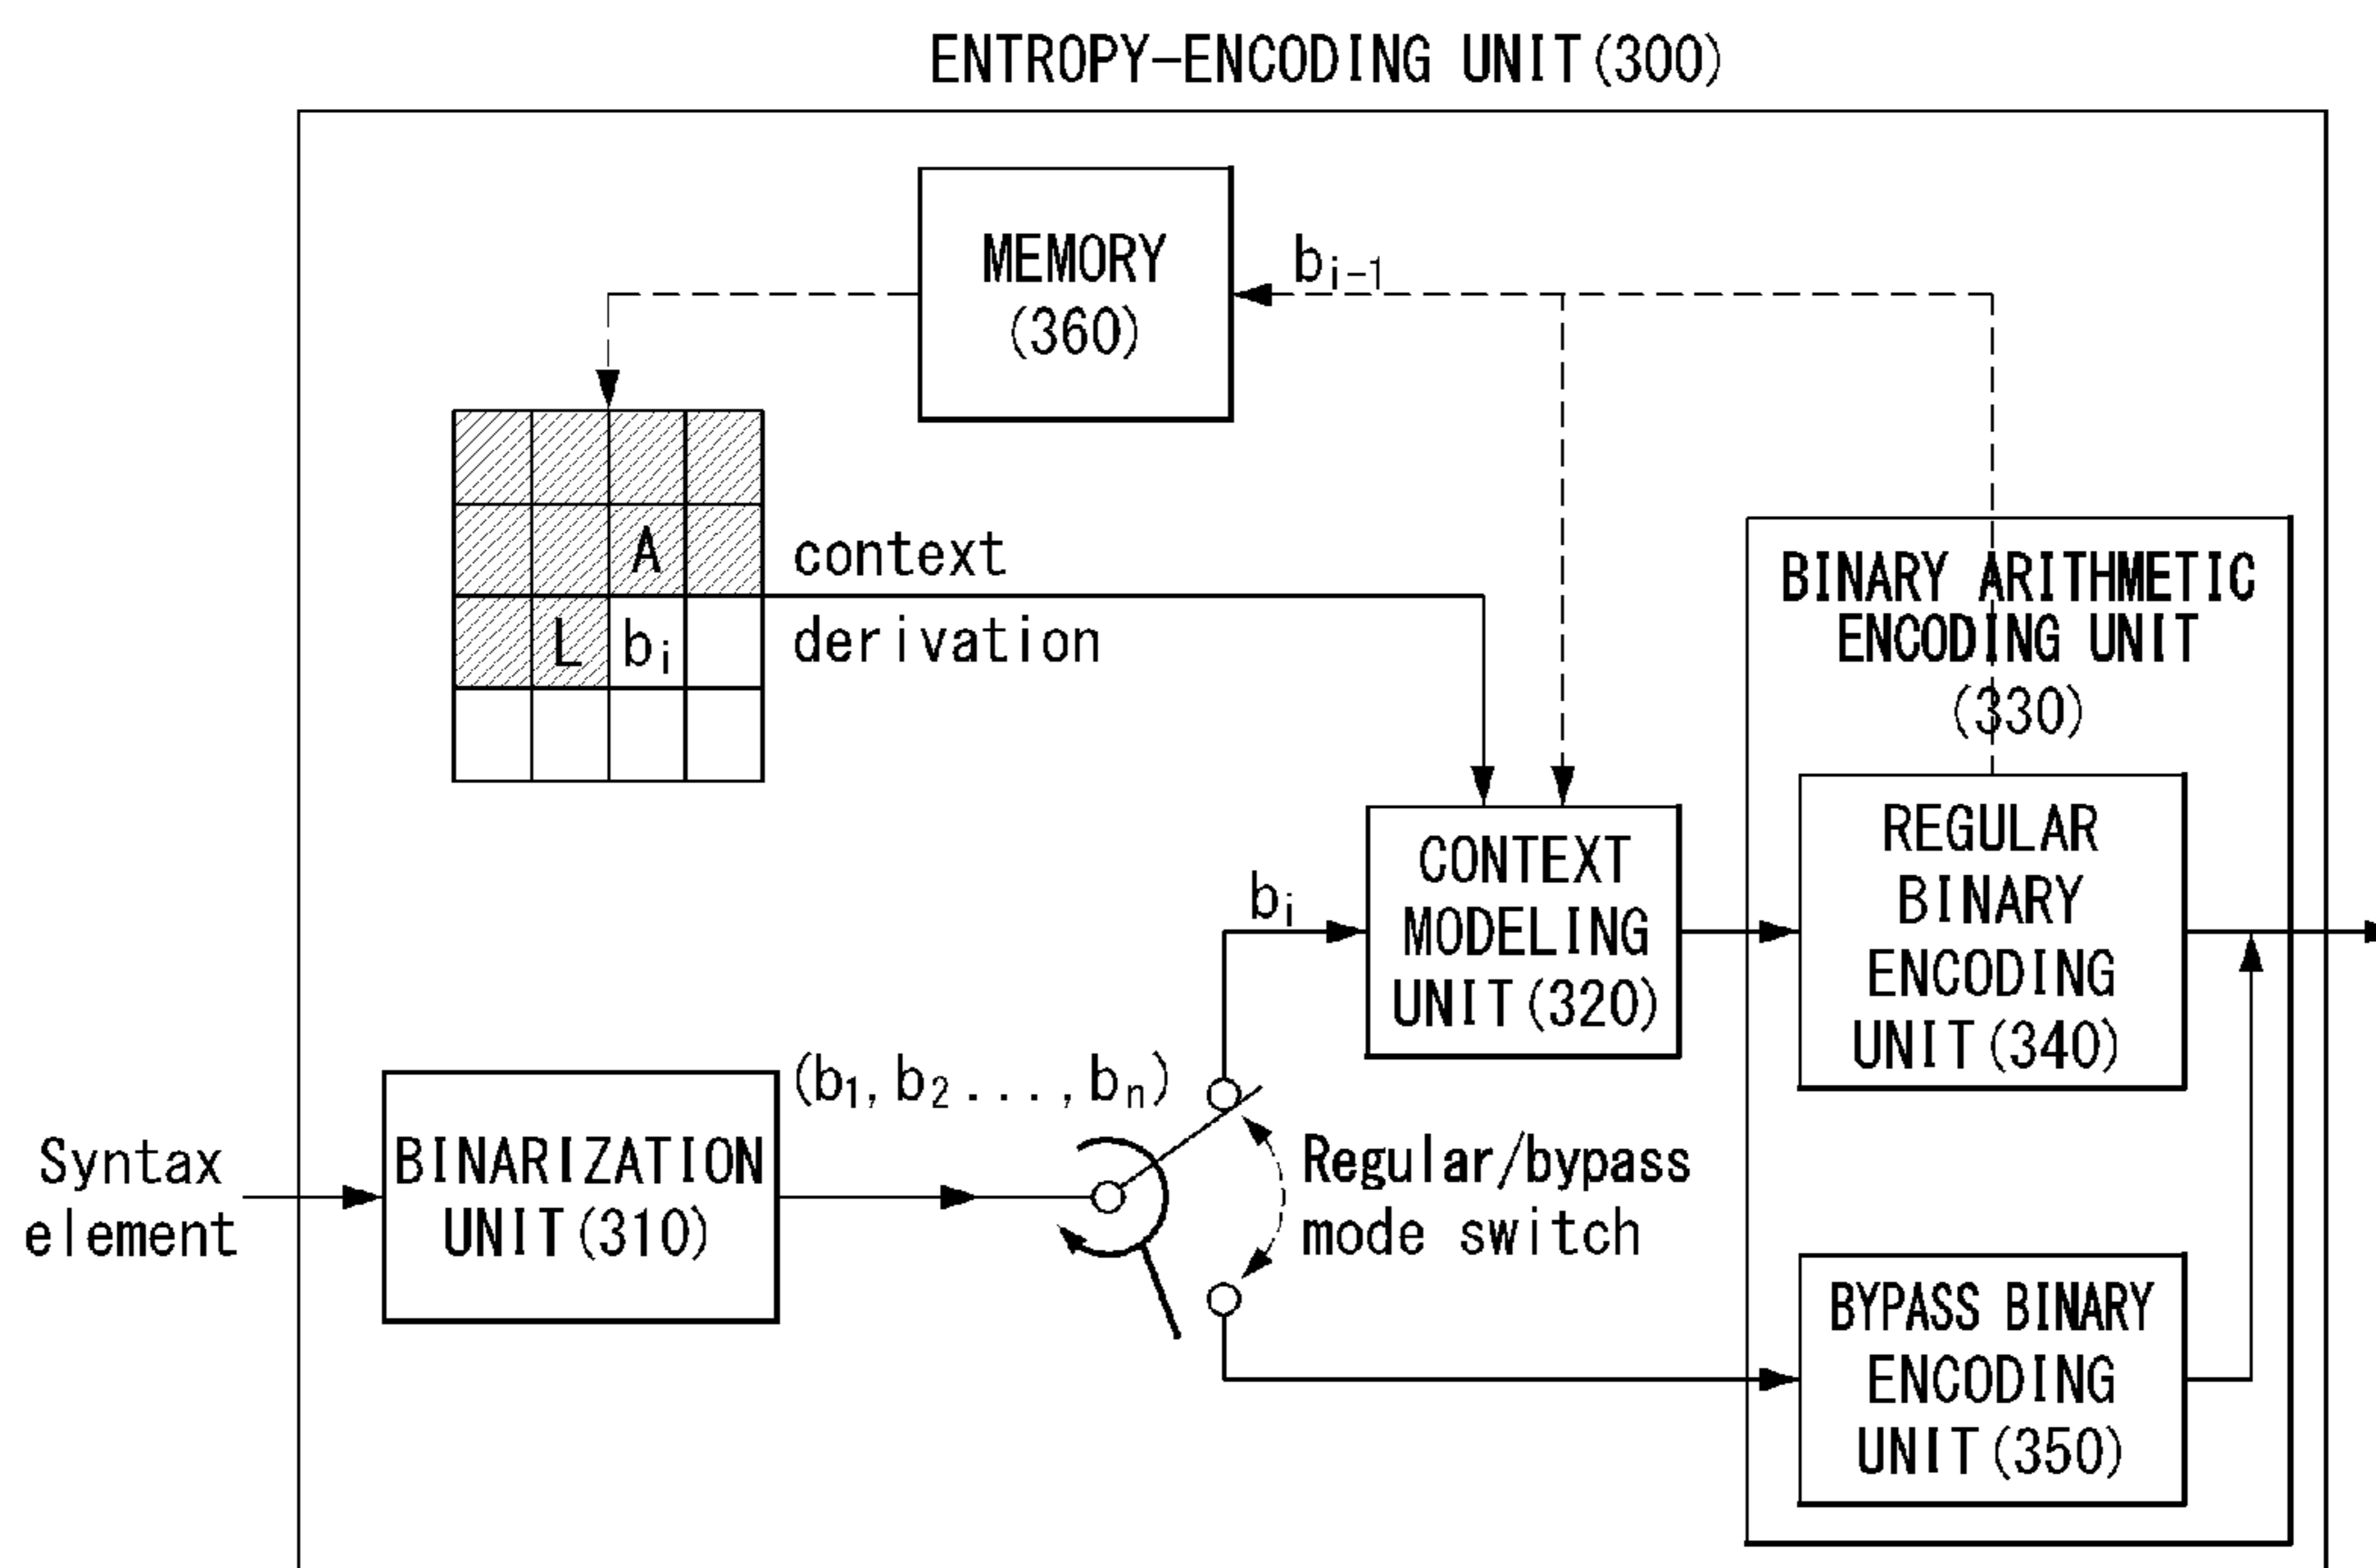 ENTROPY-ENCODING UNIT(300)
MEMORY
(360)
bi-1
A
context
L bi
derivation
BINARY ARITHMETIC
ENCODING UNIT
(330)
CONTEXT
MODELING
UNIT(320)
bi
REGULAR
BINARY
ENCODING
UNIT(340)
Syntax
element
BINARIZATION
UNIT(310)
(b1, b2 ..., bn)
Regular/bypass
mode switch
BYPASS BINARY
ENCODING
UNIT(350)